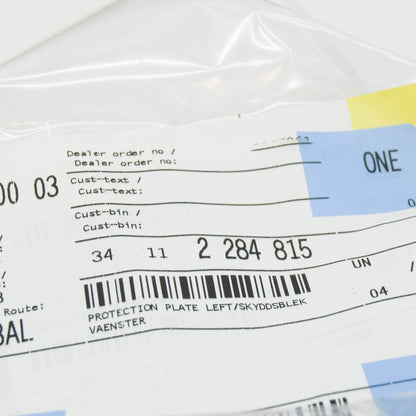 Dealer order no /
Dealer order no:
ONE
00 03
Cust-text /
Cust-text:
Cust-bin /
Cust-bin:
34 11 2 284 815
UN /
04 /
Route:
BAL.
PROTECTION PLATE LEFT/SKYDDSBLEK
VAENSTER